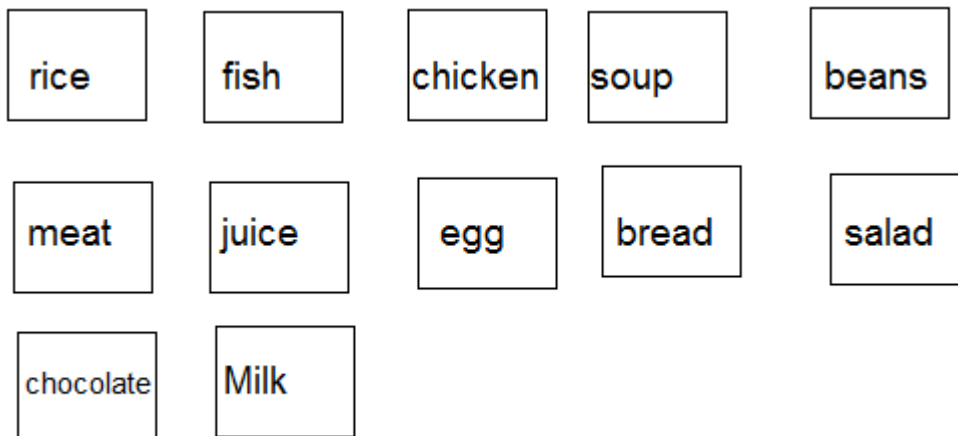 rice fish chicken soup beans
meat juice egg bread salad
chocolate Milk